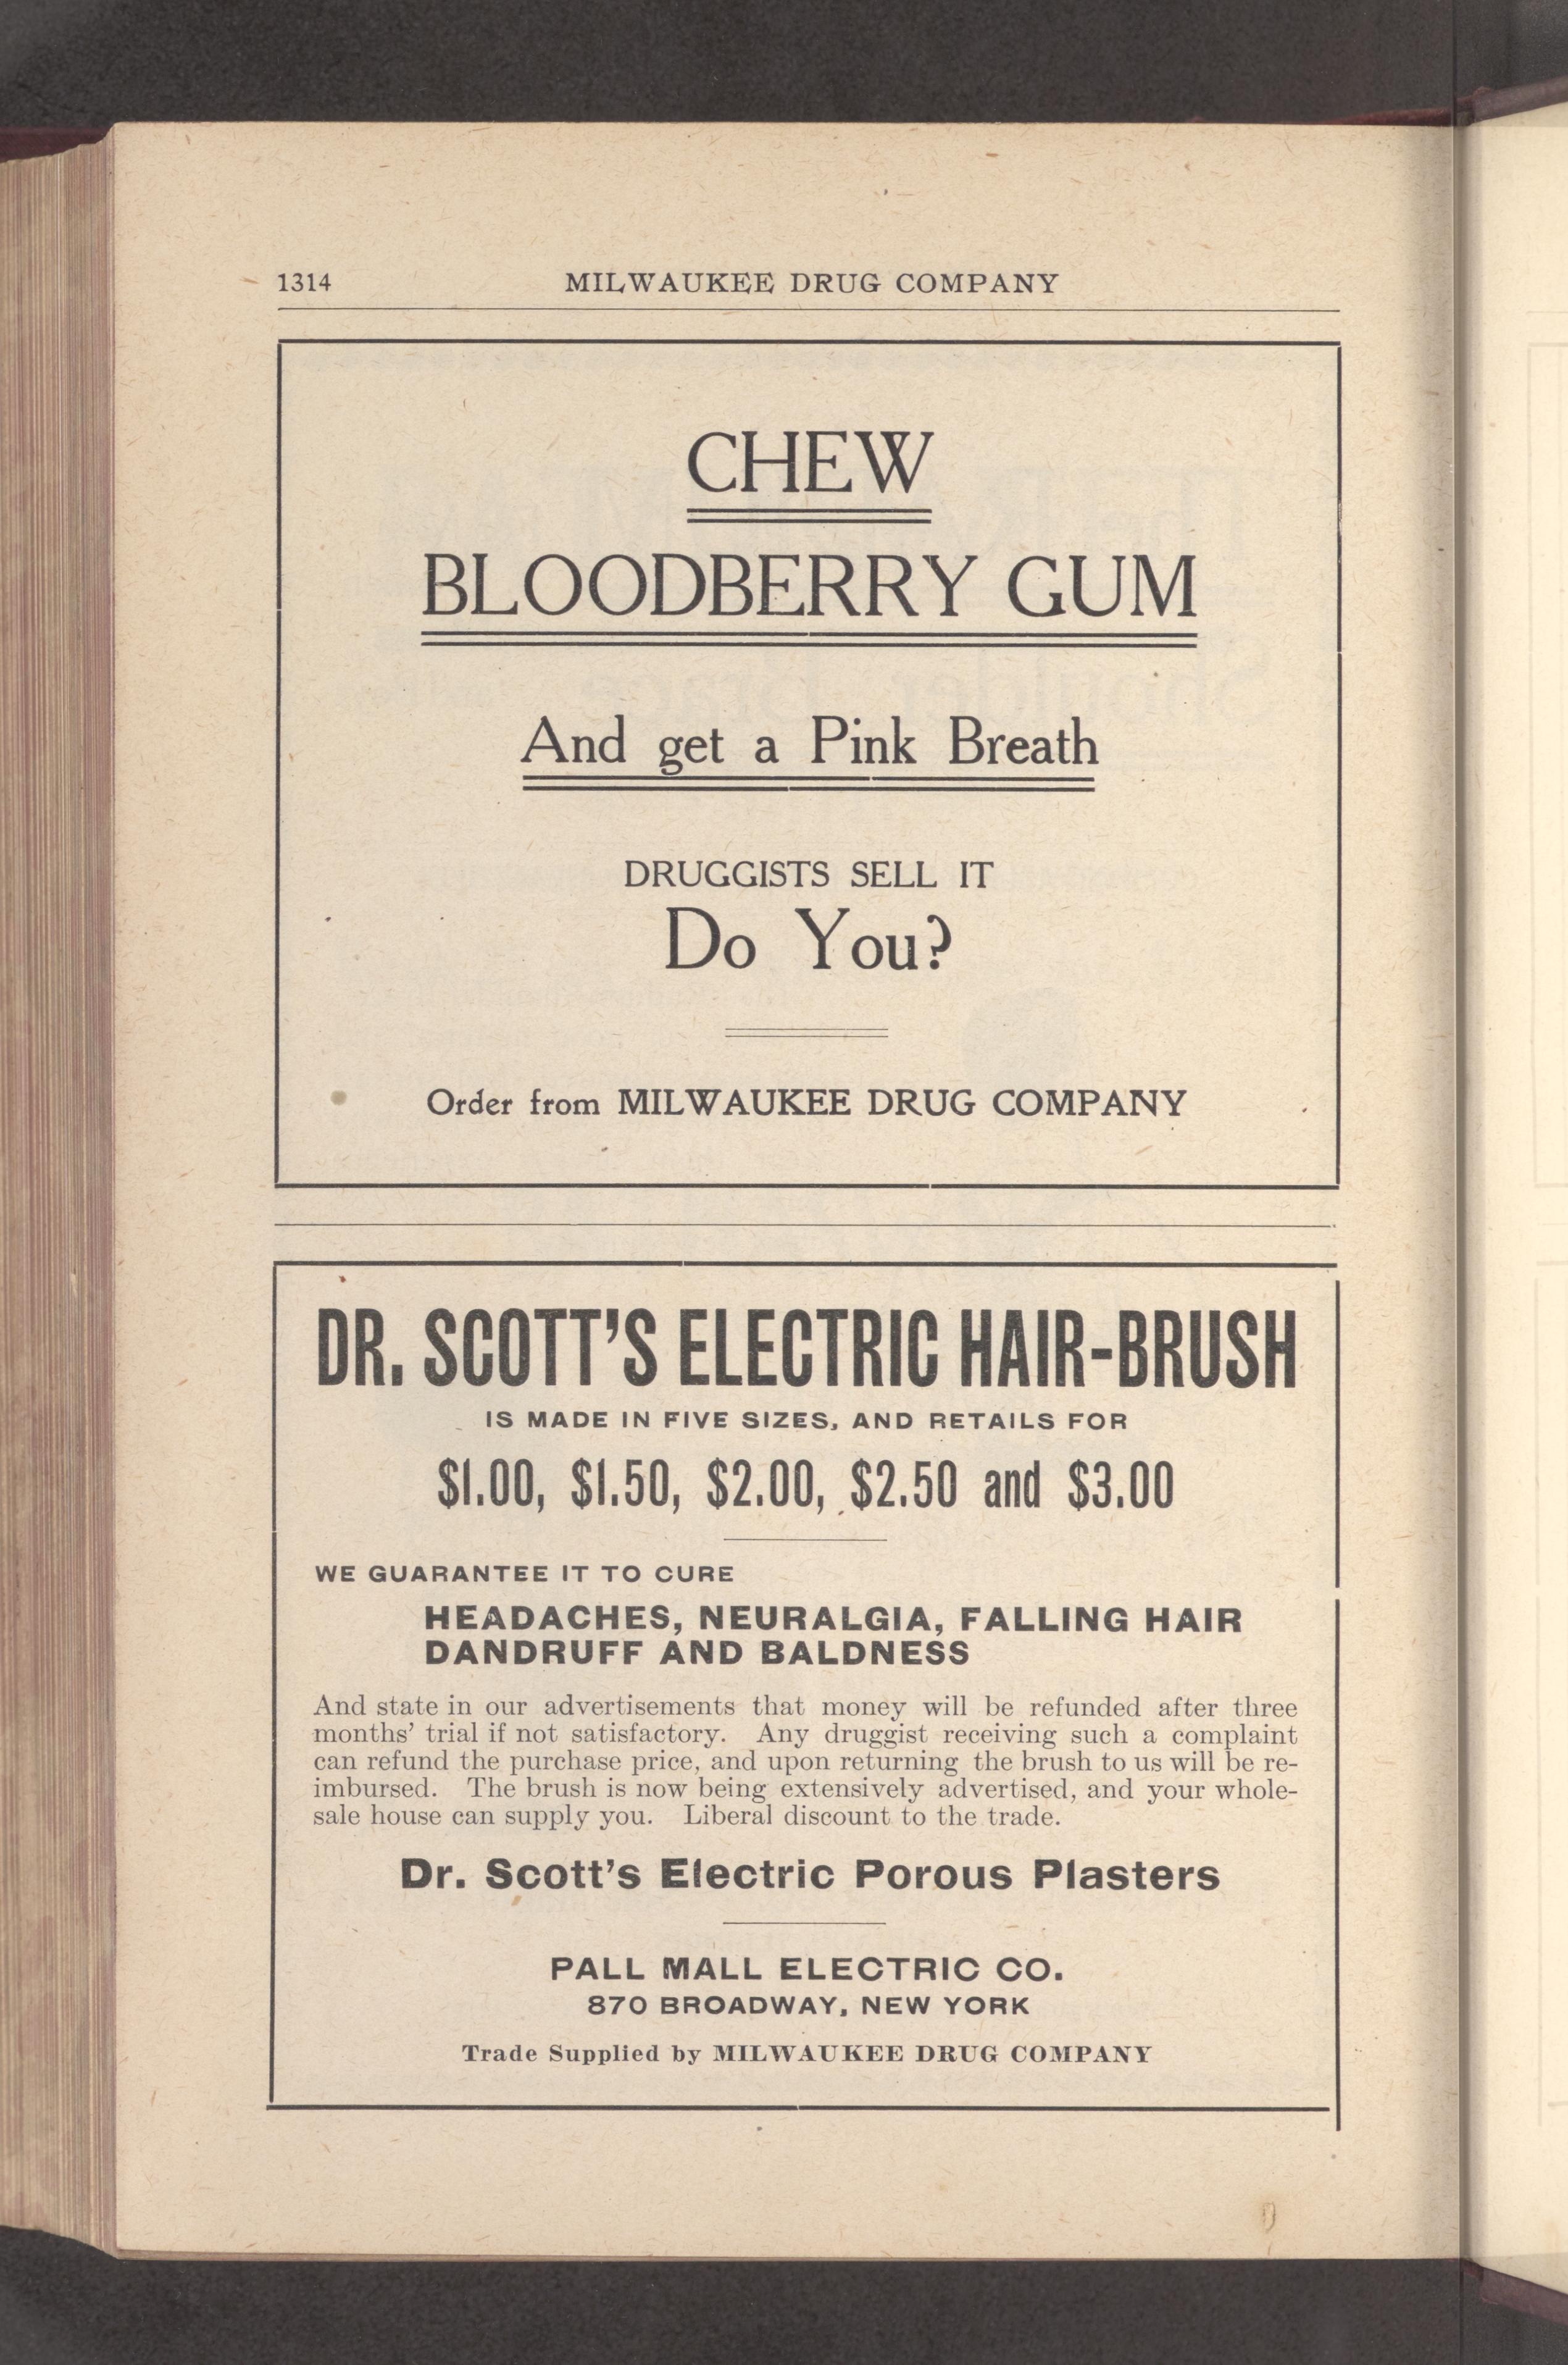 1314 MILWAUKEE DRUG COMPANY
CHEW
BLOODBERRY GUM
And get a Pink Breath
DRUGGISTS SELL IT
Do You?
Order from MILWAUKEE DRUG COMPANY
DR. SCOTT'S ELECTRIC HAIR-BRUSH
IS MADE IN FIVE SIZES, AND RETAILS FOR
$1.00, $1.50, $2.00, $2.50 and $3.00
WE GUARANTEE IT TO CURE
HEADACHES, NEURALGIA, FALLING HAIR
DANDRUFF AND BALDNESS
And state in our advertisements that money will be refunded after three
months' trial if not satisfactory. Any druggist receiving such a complaint
can refund the purchase price, and upon returning the brush to us will be re-
imbursed. The brush is now being extensively advertised, and your whole-
sale house can supply you. Liberal discount to the trade.
Dr. Scott's Electric Porous Plasters
PALL MALL ELECTRIC CO.
870 BROADWAY, NEW YORK
Trade Supplied by MILWAUKEE DRUG COMPANY